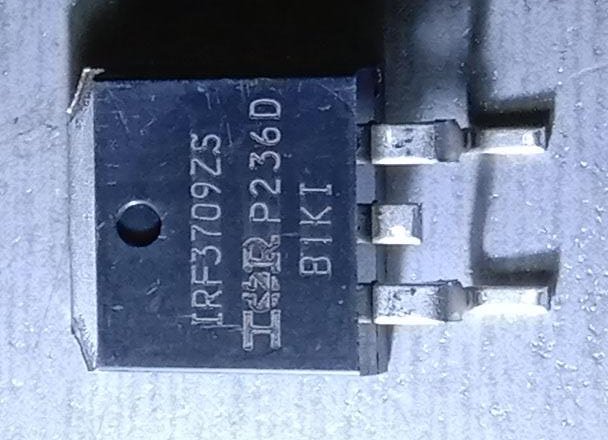 IRF3709ZS
IOR P236D
B1KI